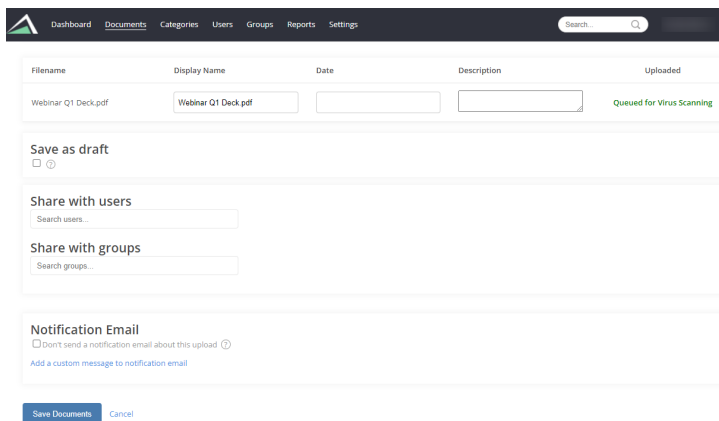 Dashboard Documents Categories Users Groups Reports Settings Search...
Filename Display Name Date Description Uploaded
Webinar Q1 Deck.pdf Webinar Q1 Deck.pdf Queued for Virus Scanning
Save as draft
?
Share with users
Search users...
Share with groups
Search groups...
Notification Email
Don't send a notification email about this upload ?
Add a custom message to notification email
Save Documents Cancel